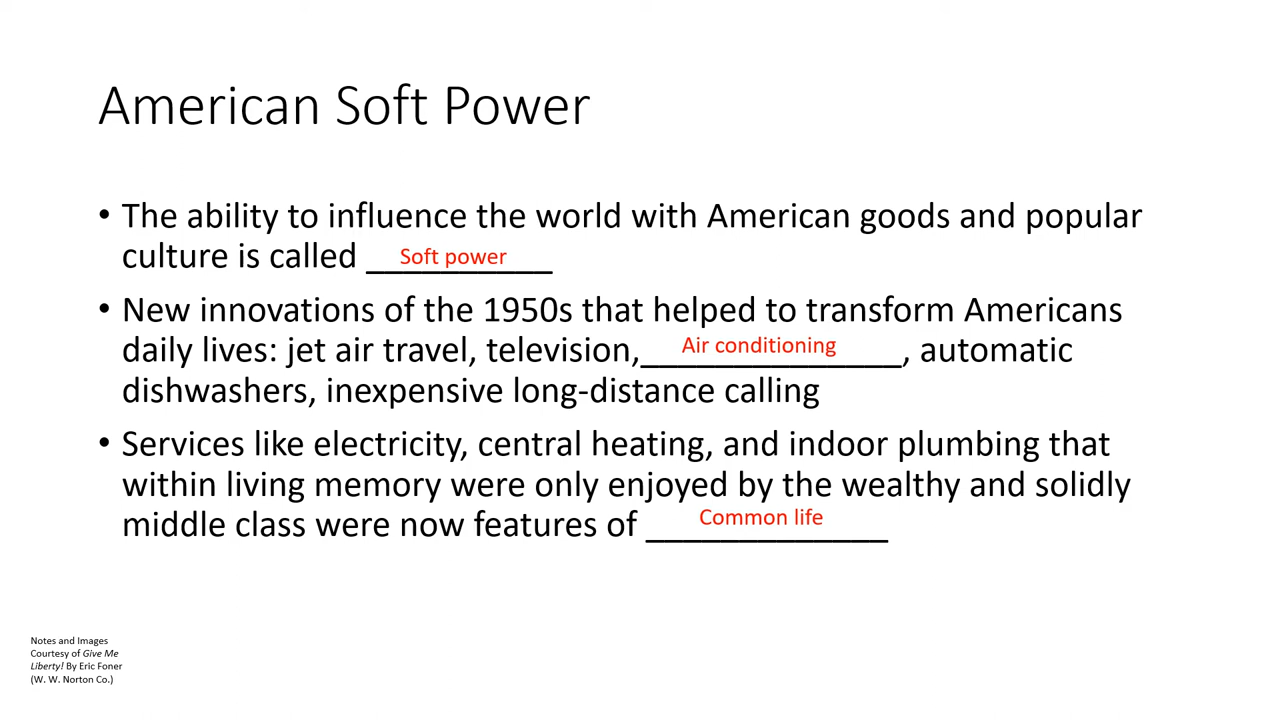 American Soft Power
• The ability to influence the world with American goods and popular
culture is called __Soft power__
• New innovations of the 1950s that helped to transform Americans
daily lives: jet air travel, television,__Air conditioning__, automatic
dishwashers, inexpensive long-distance calling
• Services like electricity, central heating, and indoor plumbing that
within living memory were only enjoyed by the wealthy and solidly
middle class were now features of __Common life__
Notes and Images
Courtesy of Give Me
Liberty! By Eric Foner
(W. W. Norton Co.)